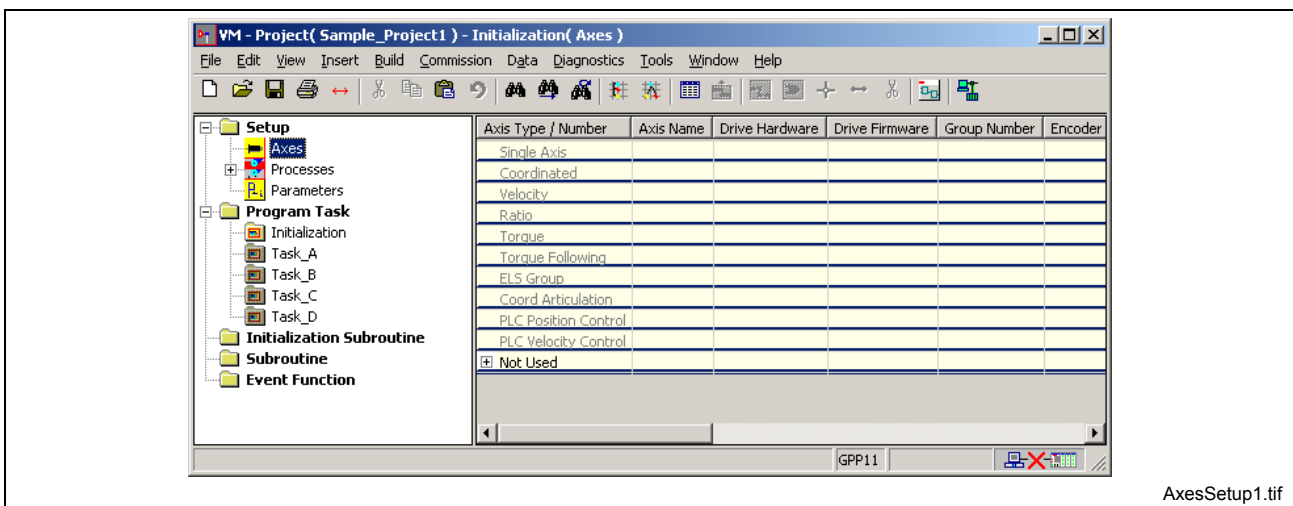 VM - Project( Sample_Project1 ) - Initialization( Axes )
File Edit View Insert Build Commission Data Diagnostics Tools Window Help
Setup
Axes
Processes
Parameters
Program Task
Initialization
Task_A
Task_B
Task_C
Task_D
Initialization Subroutine
Subroutine
Event Function
Axis Type / Number Axis Name Drive Hardware Drive Firmware Group Number Encoder
Single Axis
Coordinated
Velocity
Ratio
Torque
Torque Following
ELS Group
Coord Articulation
PLC Position Control
PLC Velocity Control
Not Used
GPP11
AxesSetup1.tif